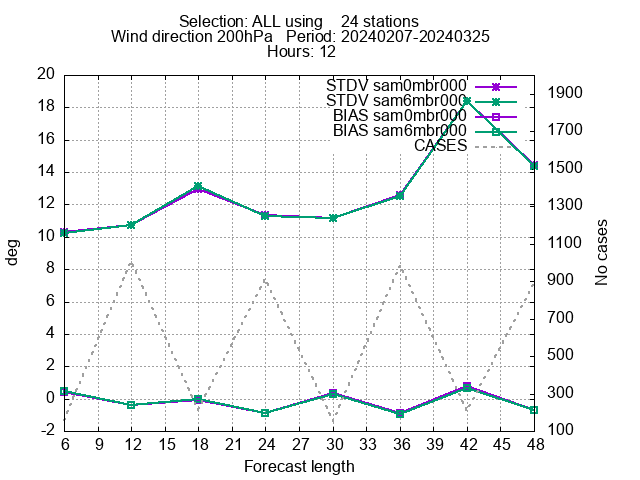 Selection: ALL using    24 stations
Wind direction 200hPa   Period: 20240207-20240325
Hours: 12
STDV sam0mbr000
STDV sam6mbr000
BIAS sam0mbr000
BIAS sam6mbr000
CASES
20
18
16
14
12
10
8
6
4
2
0
-2
deg
1900
1700
1500
1300
1100
900
700
500
300
100
No cases
6 9 12 15 18 21 24 27 30 33 36 39 42 45 48
Forecast length